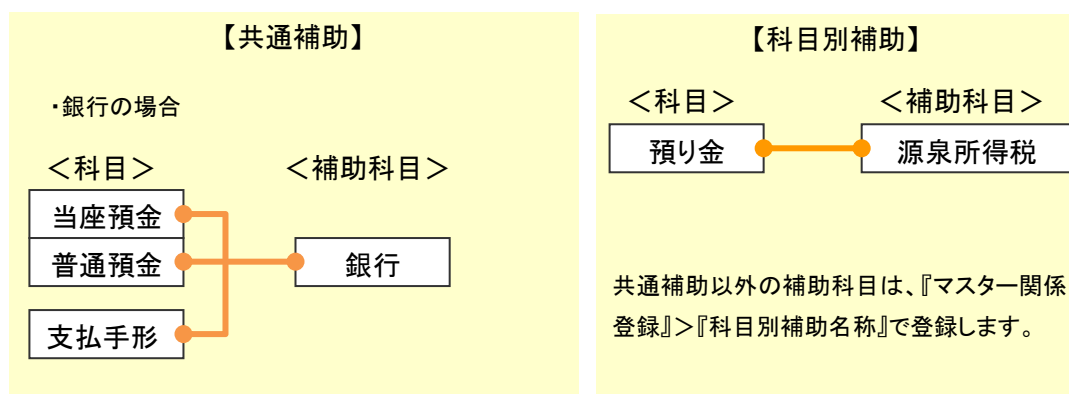 【共通補助】
・銀行の場合
＜科目＞
＜補助科目＞
当座預金
普通預金
銀行
支払手形
【科目別補助】
＜科目＞
＜補助科目＞
預り金
源泉所得税
共通補助以外の補助科目は、『マスター関係
登録』＞『科目別補助名称』で登録します。